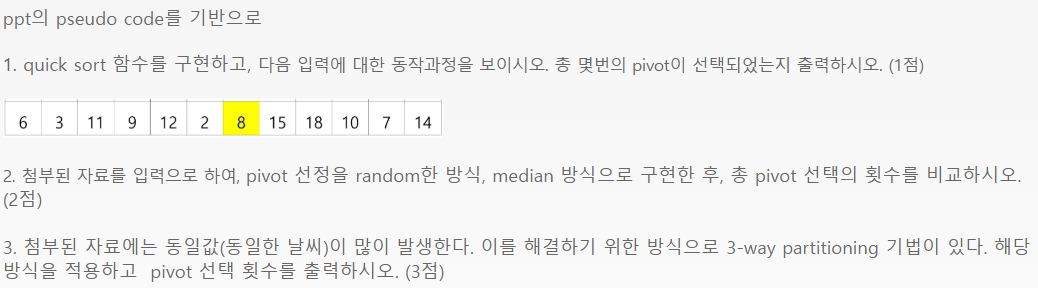 ppt의 pseudo code를 기반으로
1. quick sort 함수를 구현하고, 다음 입력에 대한 동작과정을 보이시오. 총 몇번의 pivot이 선택되었는지 출력하시오. (1점)
6 3 11 9 12 2 8 15 18 10 7 14
2. 첨부된 자료를 입력으로 하여, pivot 선정을 random한 방식, median 방식으로 구현한 후, 총 pivot 선택의 횟수를 비교하시오.
(2점)
3. 첨부된 자료에는 동일값(동일한 날씨)이 많이 발생한다. 이를 해결하기 위한 방식으로 3-way partitioning 기법이 있다. 해당
방식을 적용하고 pivot 선택 횟수를 출력하시오. (3점)